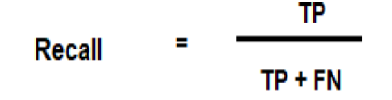 TP
Recall =
TP + FN